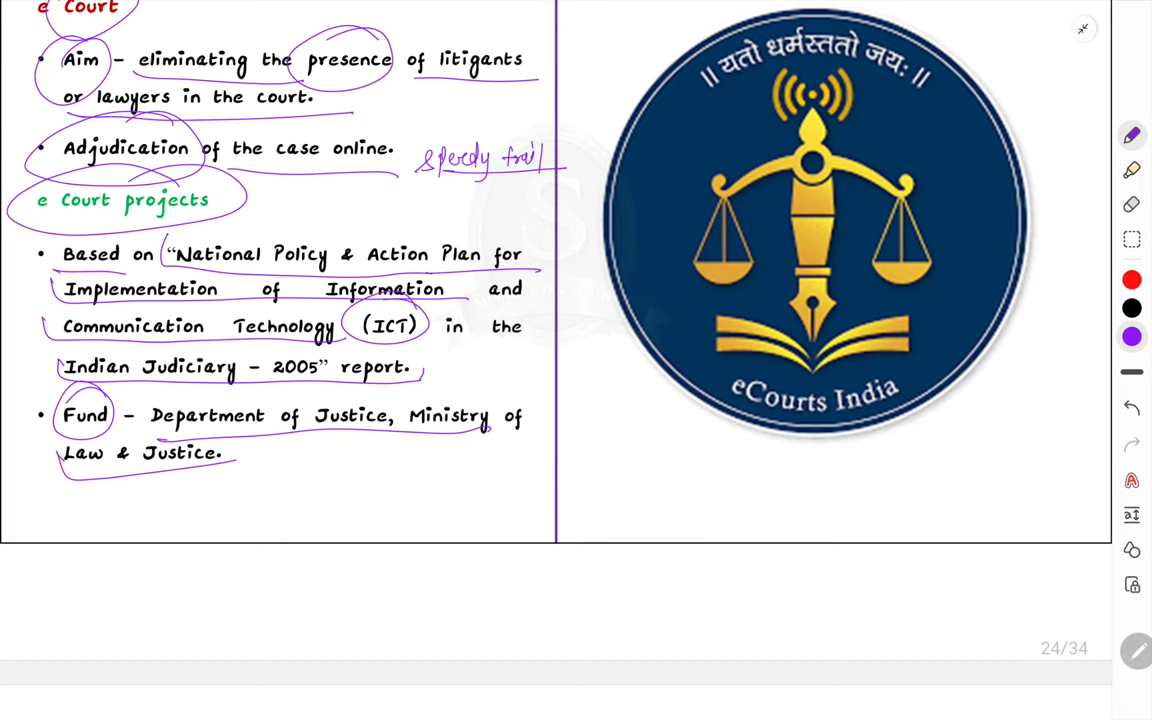 e Court
• Aim - eliminating the presence of litigants
or lawyers in the court.
• Adjudication of the case online.
speedy trail
e Court projects
• Based on “National Policy & Action Plan for
Implementation of Information and
Communication Technology (ICT) in the
Indian Judiciary - 2005” report.
• Fund - Department of Justice, Ministry of
Law & Justice.
॥ यतो धर्मस्ततो जयः ॥
eCourts India
24/34